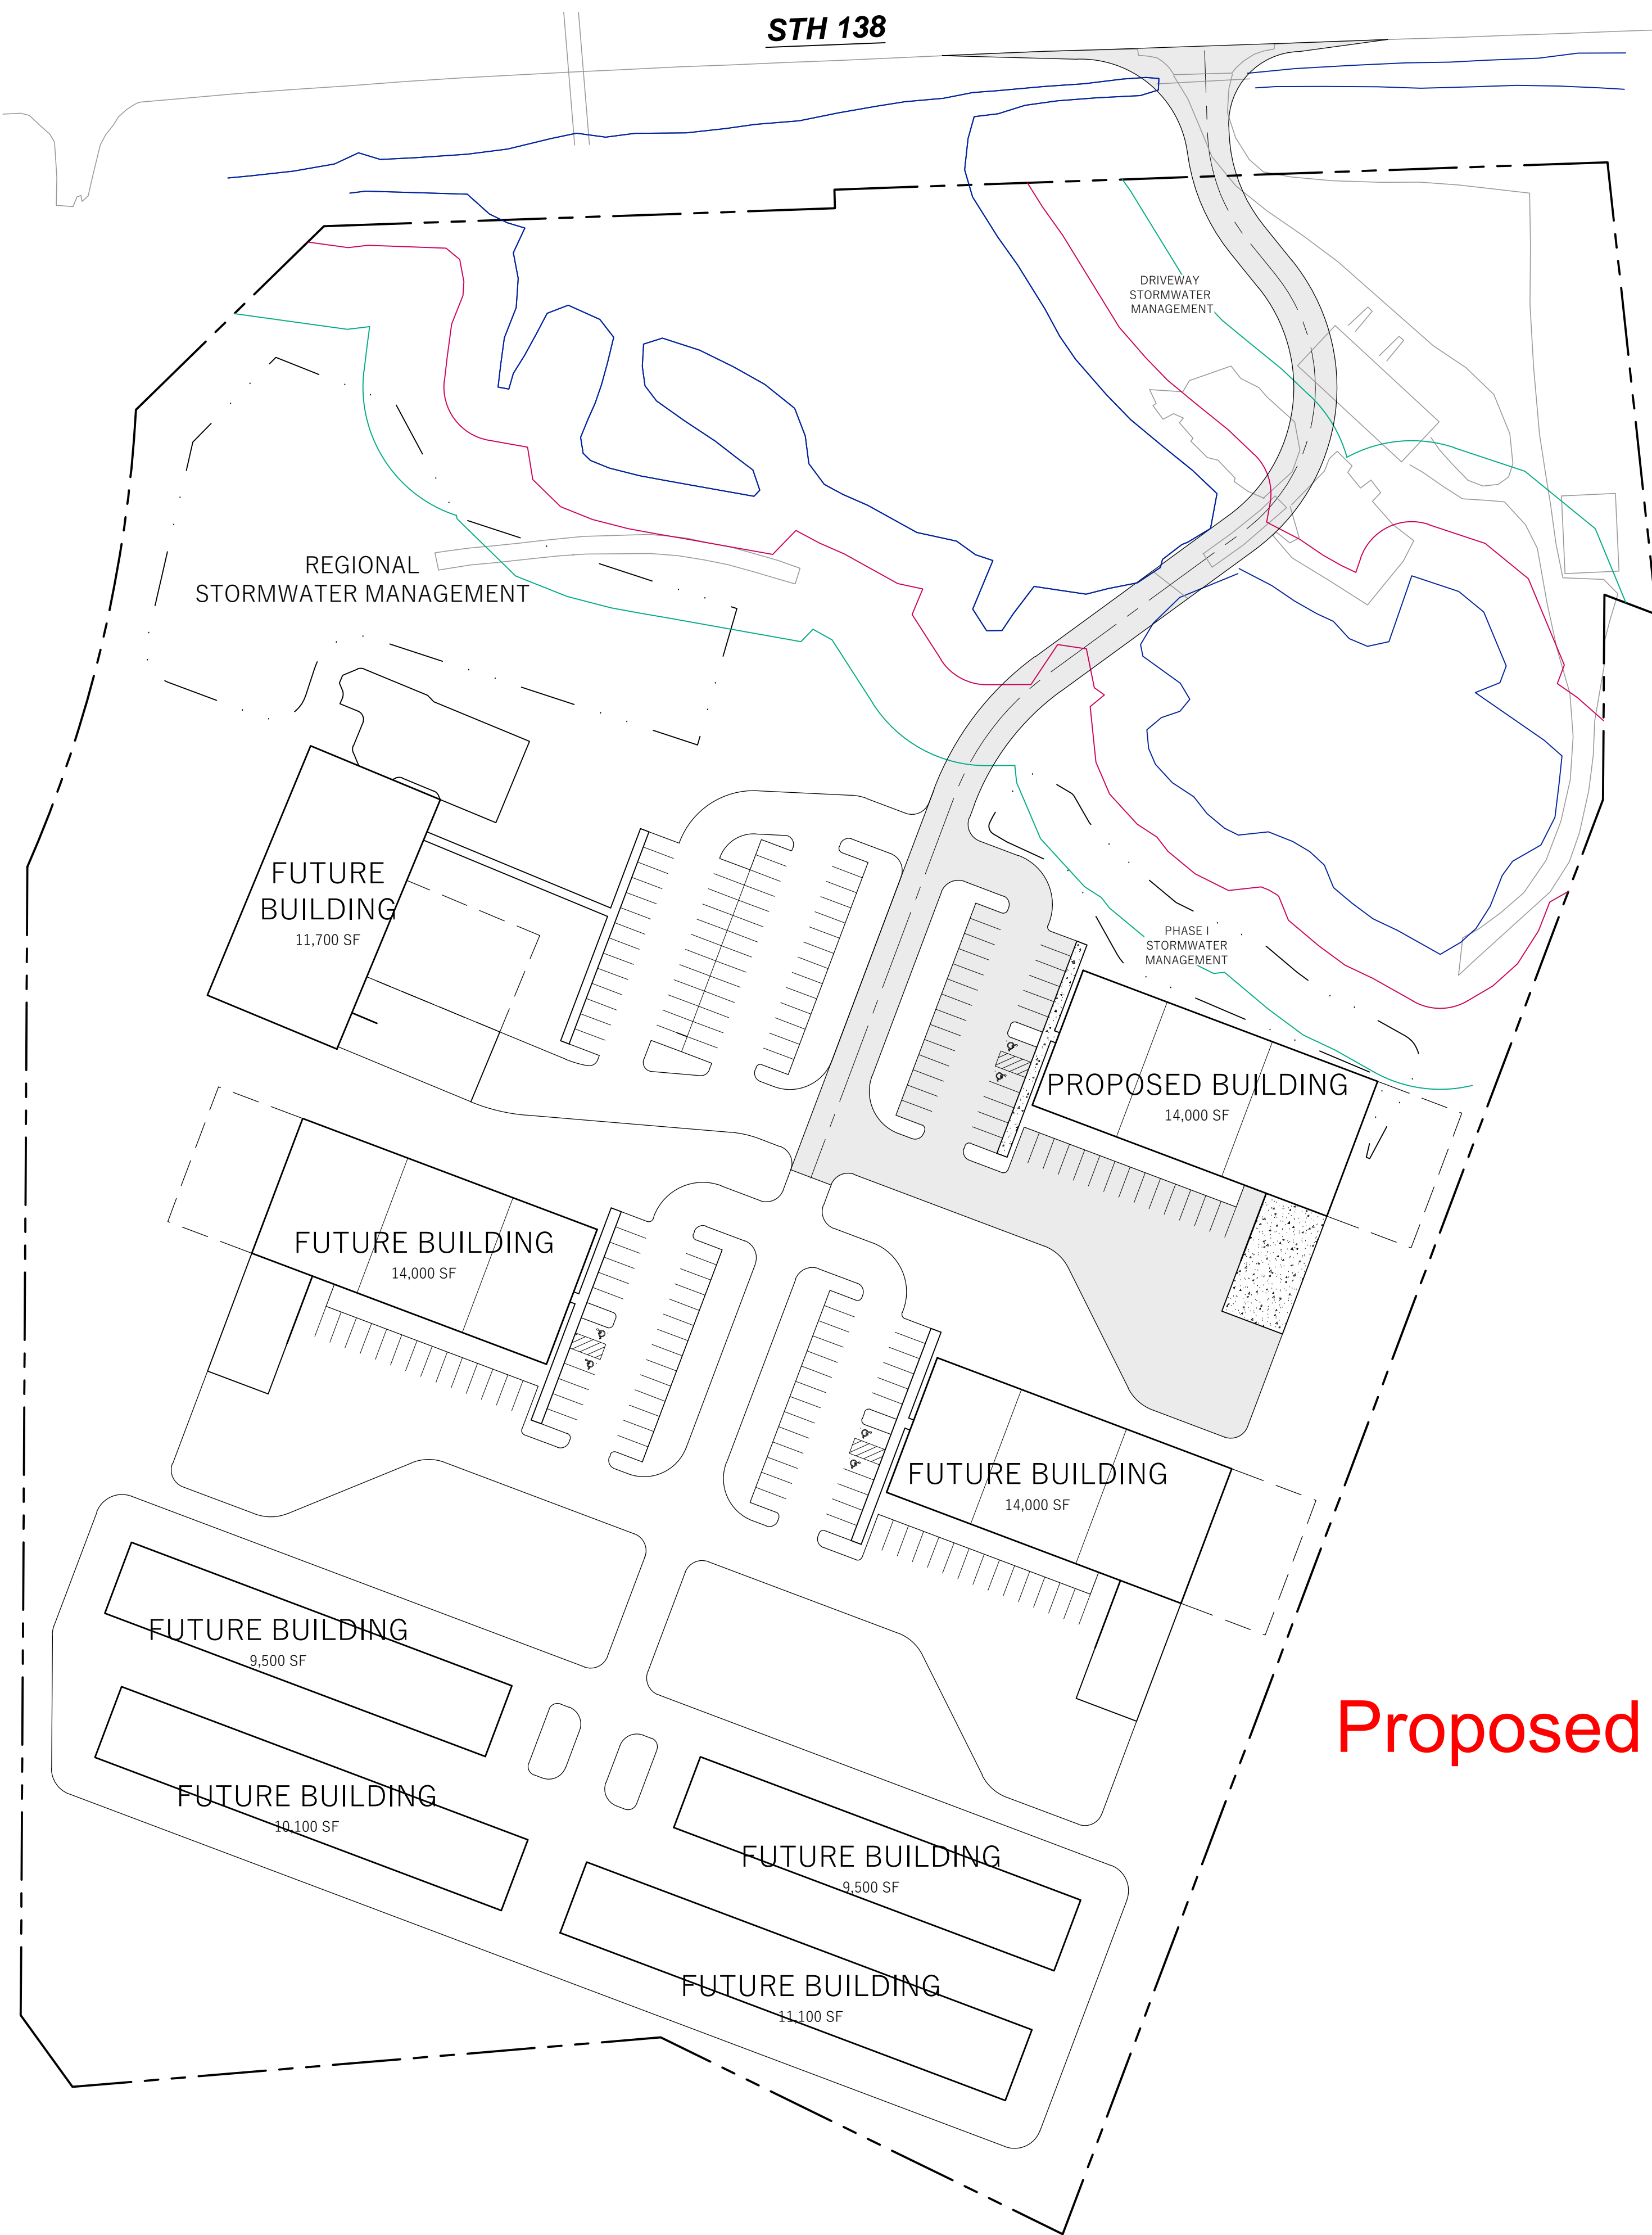 STH 138
DRIVEWAY
STORMWATER
MANAGEMENT
REGIONAL
STORMWATER MANAGEMENT
FUTURE
BUILDING
11,700 SF
PHASE I
STORMWATER
MANAGEMENT
PROPOSED BUILDING
14,000 SF
FUTURE BUILDING
14,000 SF
FUTURE BUILDING
14,000 SF
FUTURE BUILDING
9,500 SF
Proposed
FUTURE BUILDING
10,100 SF
FUTURE BUILDING
9,500 SF
FUTURE BUILDING
11,100 SF